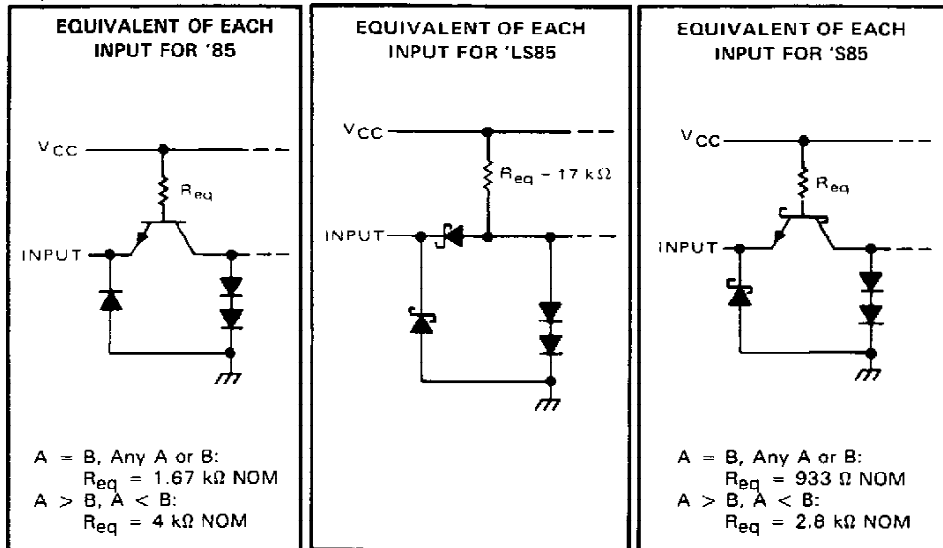 EQUIVALENT OF EACH
INPUT FOR '85
VCC
Req
INPUT
A = B, Any A or B:
Req = 1.67 kΩ NOM
A > B, A < B:
Req = 4 kΩ NOM
EQUIVALENT OF EACH
INPUT FOR 'LS85
VCC
Req – 17 kΩ
INPUT
EQUIVALENT OF EACH
INPUT FOR 'S85
VCC
Req
INPUT
A = B, Any A or B:
Req = 933 Ω NOM
A > B, A < B:
Req = 2.8 kΩ NOM